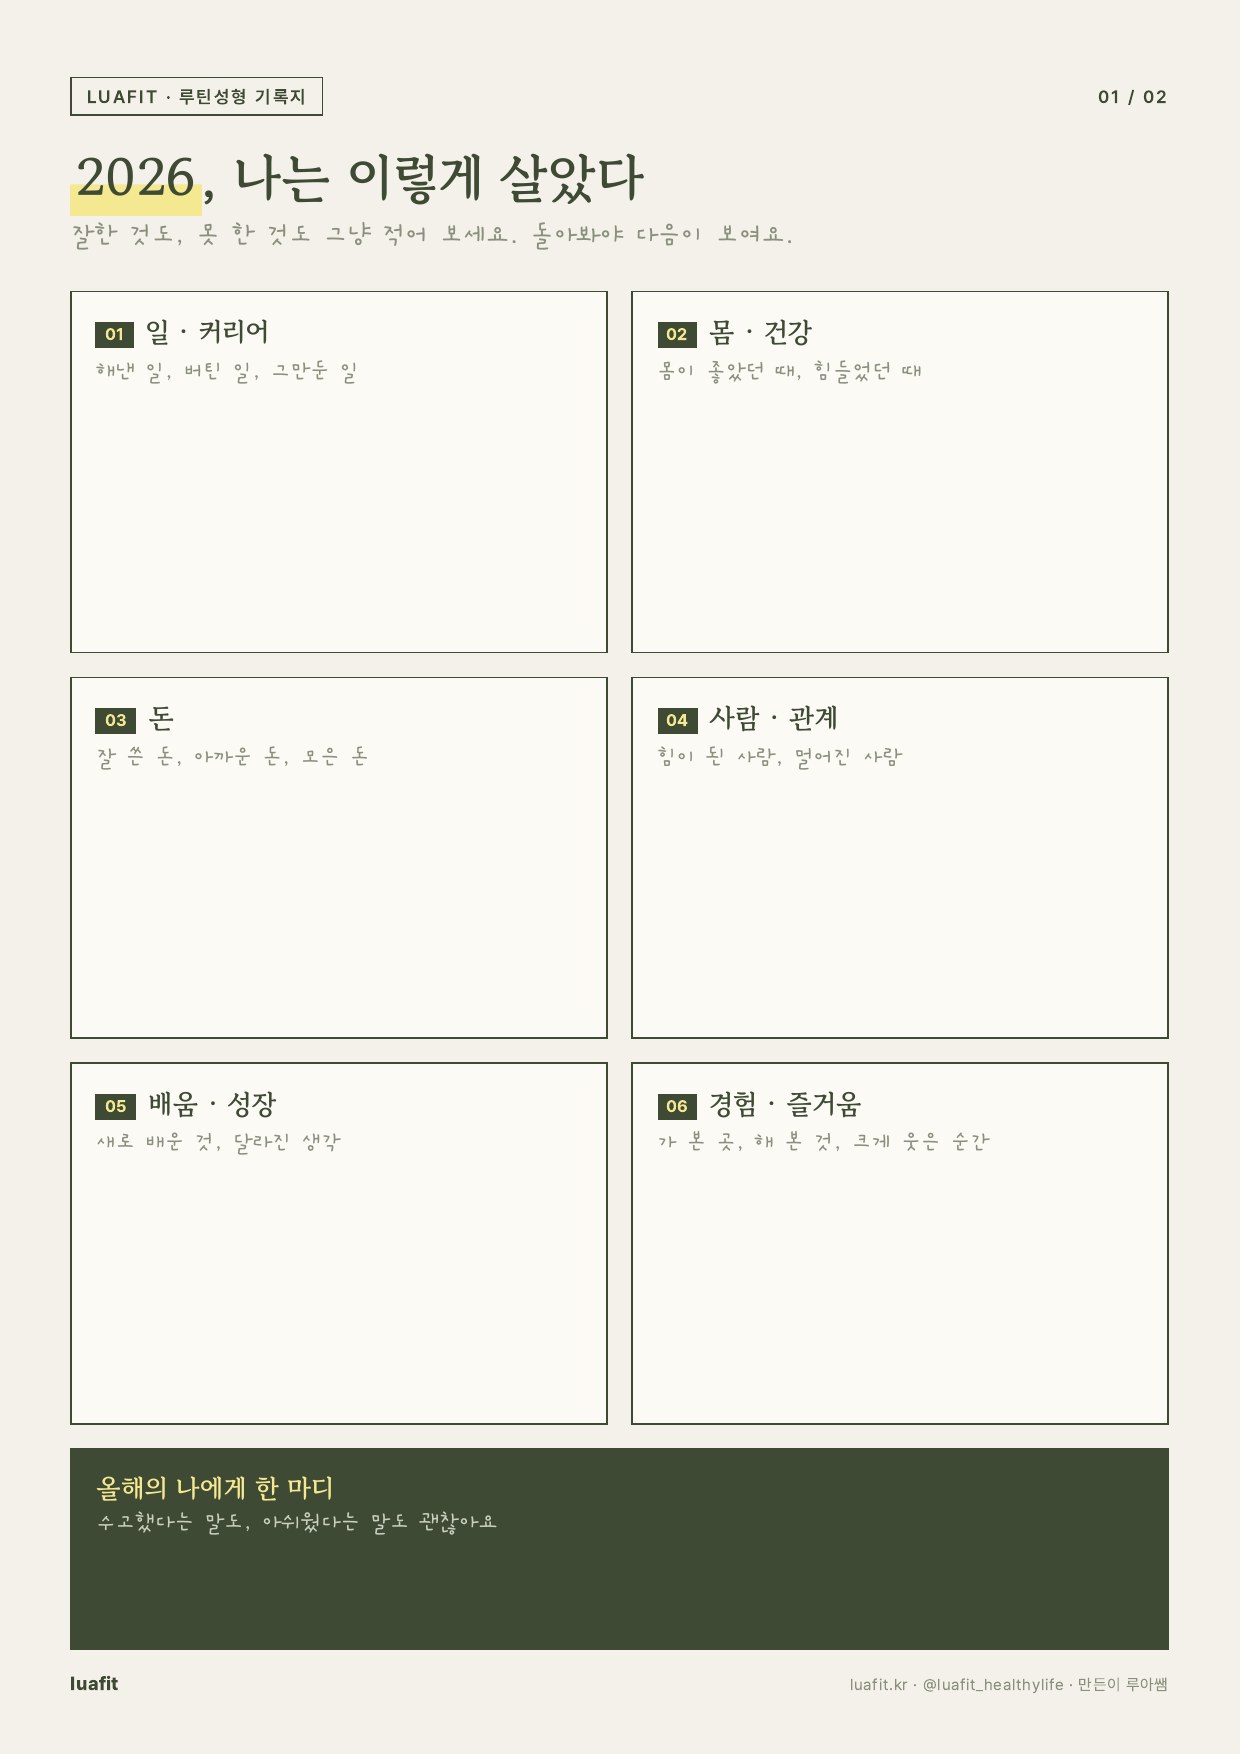 LUAFIT · 루틴성형 기록지
01 / 02
2026, 나는 이렇게 살았다
잘한 것도, 못 한 것도 그냥 적어 보세요. 돌아봐야 다음이 보여요.
01 일 · 커리어
해낸 일, 버틴 일, 그만둔 일
02 몸 · 건강
몸이 좋았던 때, 힘들었던 때
03 돈
잘 쓴 돈, 아까운 돈, 모은 돈
04 사람 · 관계
힘이 된 사람, 멀어진 사람
05 배움 · 성장
새로 배운 것, 달라진 생각
06 경험 · 즐거움
가 본 곳, 해 본 것, 크게 웃은 순간
올해의 나에게 한 마디
수고했다는 말도, 아쉬웠다는 말도 괜찮아요
luafit
luafit.kr · @luafit_healthylife · 만든이 루아쌤